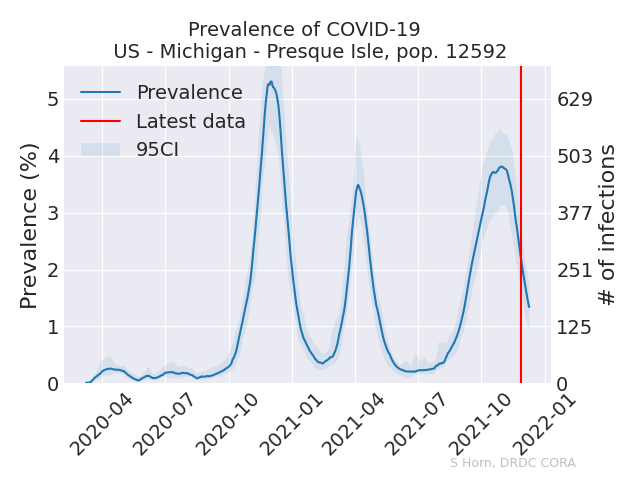 Prevalence of COVID-19
US - Michigan - Presque Isle, pop. 12592
Prevalence
Latest data
95CI
Prevalence (%)
5
4
3
2
1
0
629
503
377
251
125
0
# of infections
2020-04
2020-07
2020-10
2021-01
2021-04
2021-07
2021-10
2022-01
S Horn, DRDC CORA